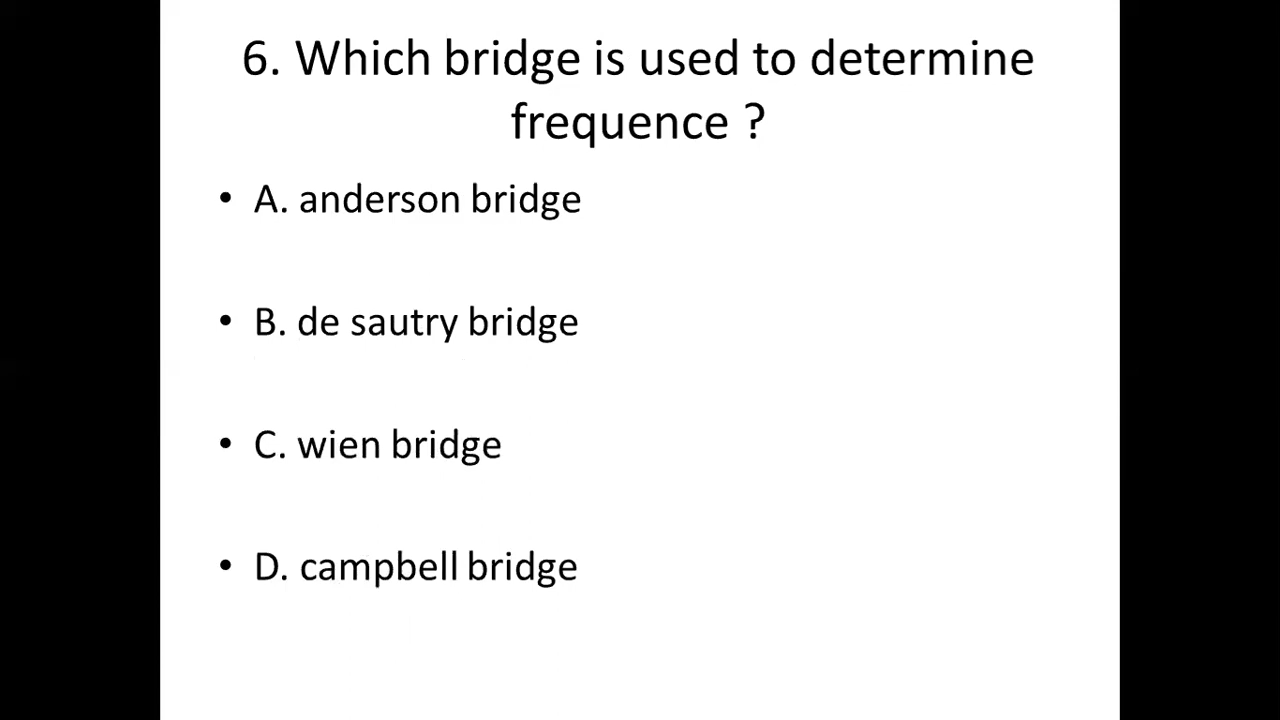 6. Which bridge is used to determine
frequence ?
• A. anderson bridge
• B. de sautry bridge
• C. wien bridge
• D. campbell bridge